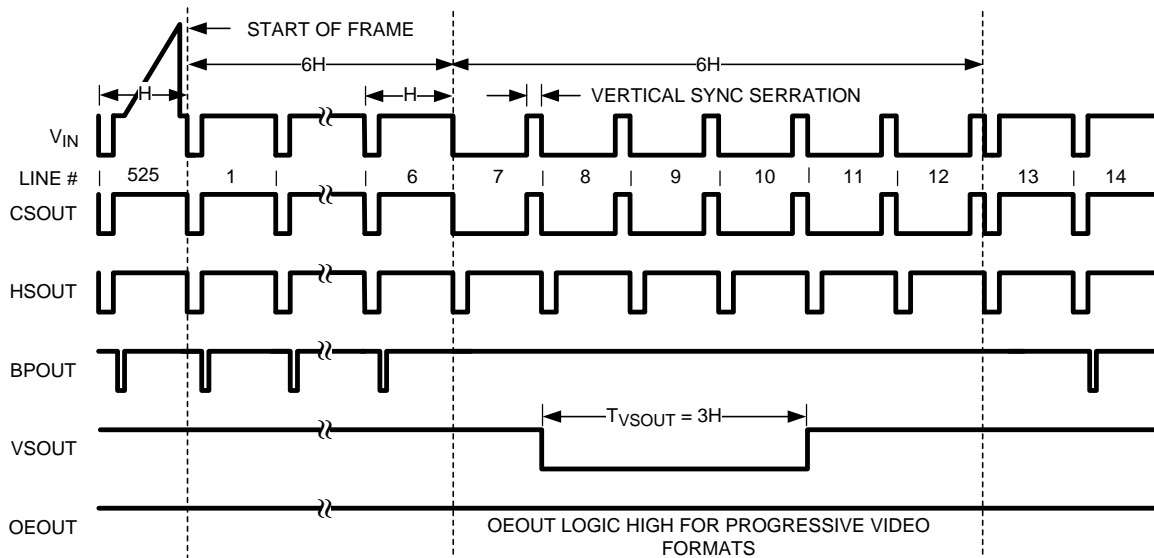 START OF FRAME
6H
6H
H
H
VERTICAL SYNC SERRATION
VIN
LINE # 525 1 6 7 8 9 10 11 12 13 14
CSOUT
HSOUT
BPOUT
TVSOUT = 3H
VSOUT
OEOUT
OEOUT LOGIC HIGH FOR PROGRESSIVE VIDEO
FORMATS